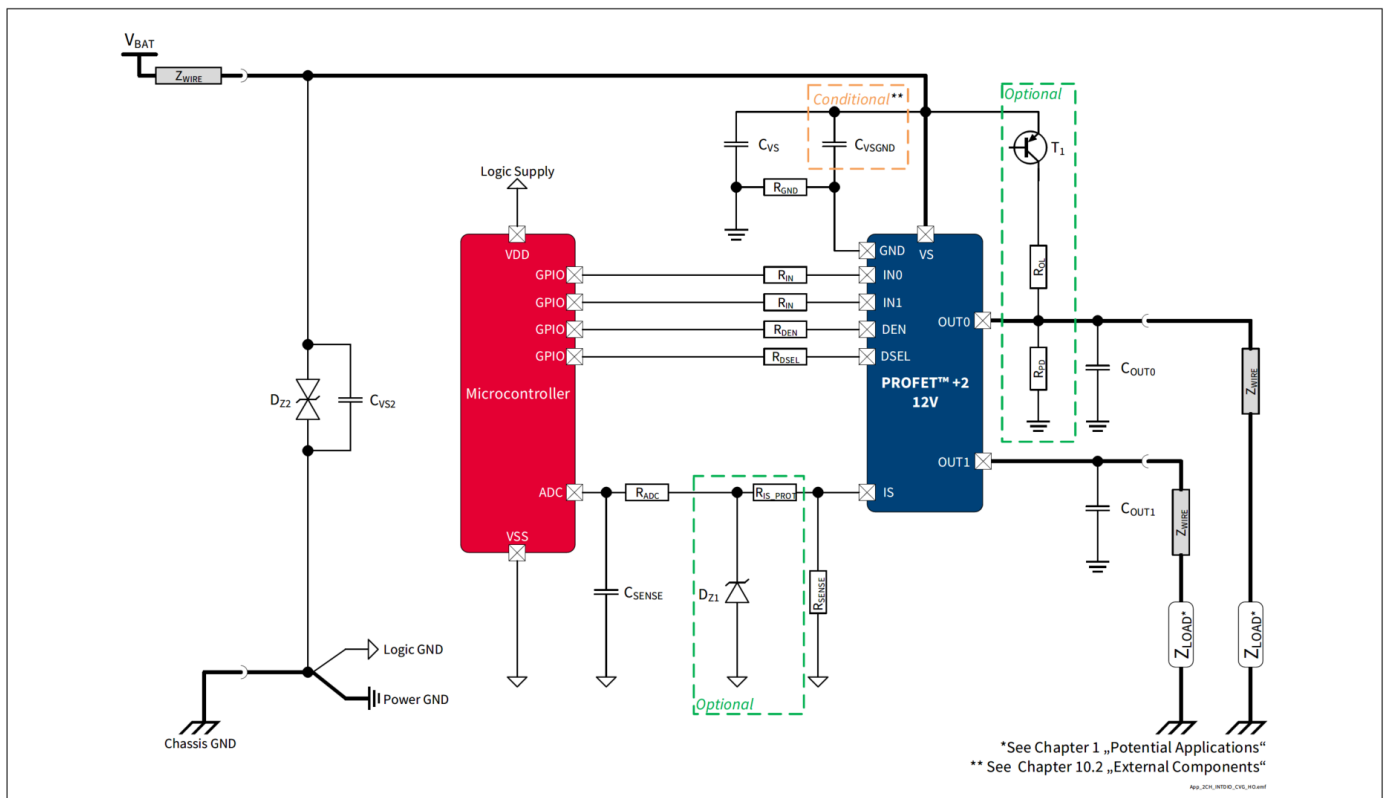 VBAT
ZWIRE
Conditional**
Optional
CVS
CVSGND
T1
Logic Supply
RGND
VDD
GND
VS
GPIO
RIN
IN0
ROL
GPIO
RIN
IN1
GPIO
RDEN
DEN
OUT0
GPIO
RDSEL
DSEL
RPD
COUT0
ZWIRE
DZ2
CVS2
Microcontroller
PROFET™ +2
12V
OUT1
ADC
RADC
RIS_PROT
IS
COUT1
ZWIRE
VSS
CSENSE
DZ1
RSENSE
ZLOAD*
ZLOAD*
Logic GND
Power GND
Optional
Chassis GND
*See Chapter 1 „Potential Applications“
** See Chapter 10.2 „External Components“
App_2CH_INTDIO_CVG_HO.emf